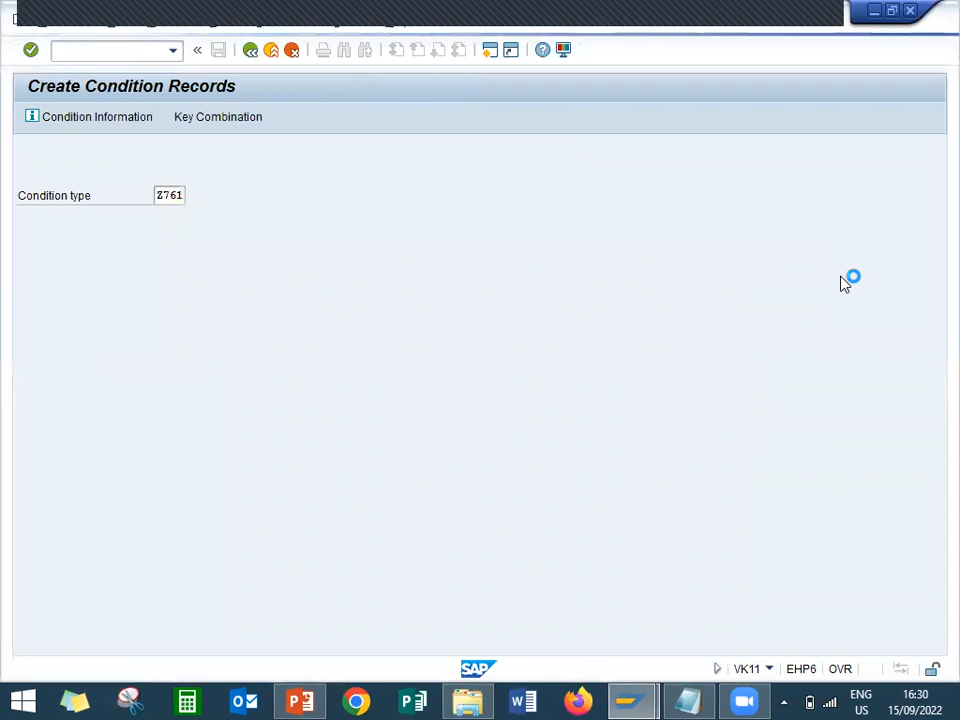 Create Condition Records
Condition Information Key Combination
Condition type Z761
SAP
VK11 EHP6 OVR
ENG 16:30
US 15/09/2022